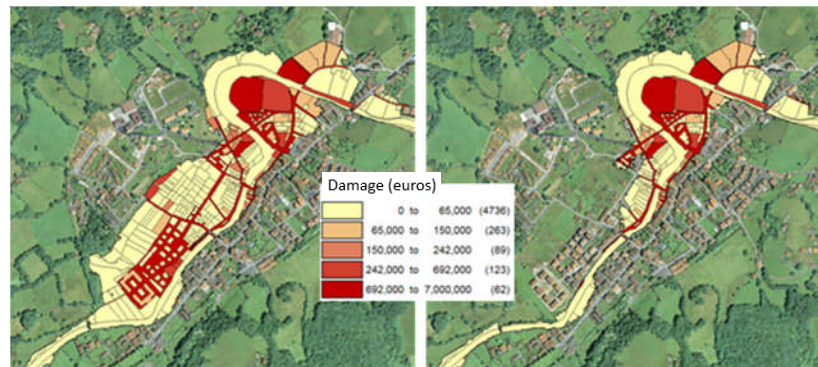 Damage (euros)
0 to 65,000 (4736)
65,000 to 150,000 (263)
150,000 to 242,000 (89)
242,000 to 692,000 (123)
692,000 to 7,000,000 (62)